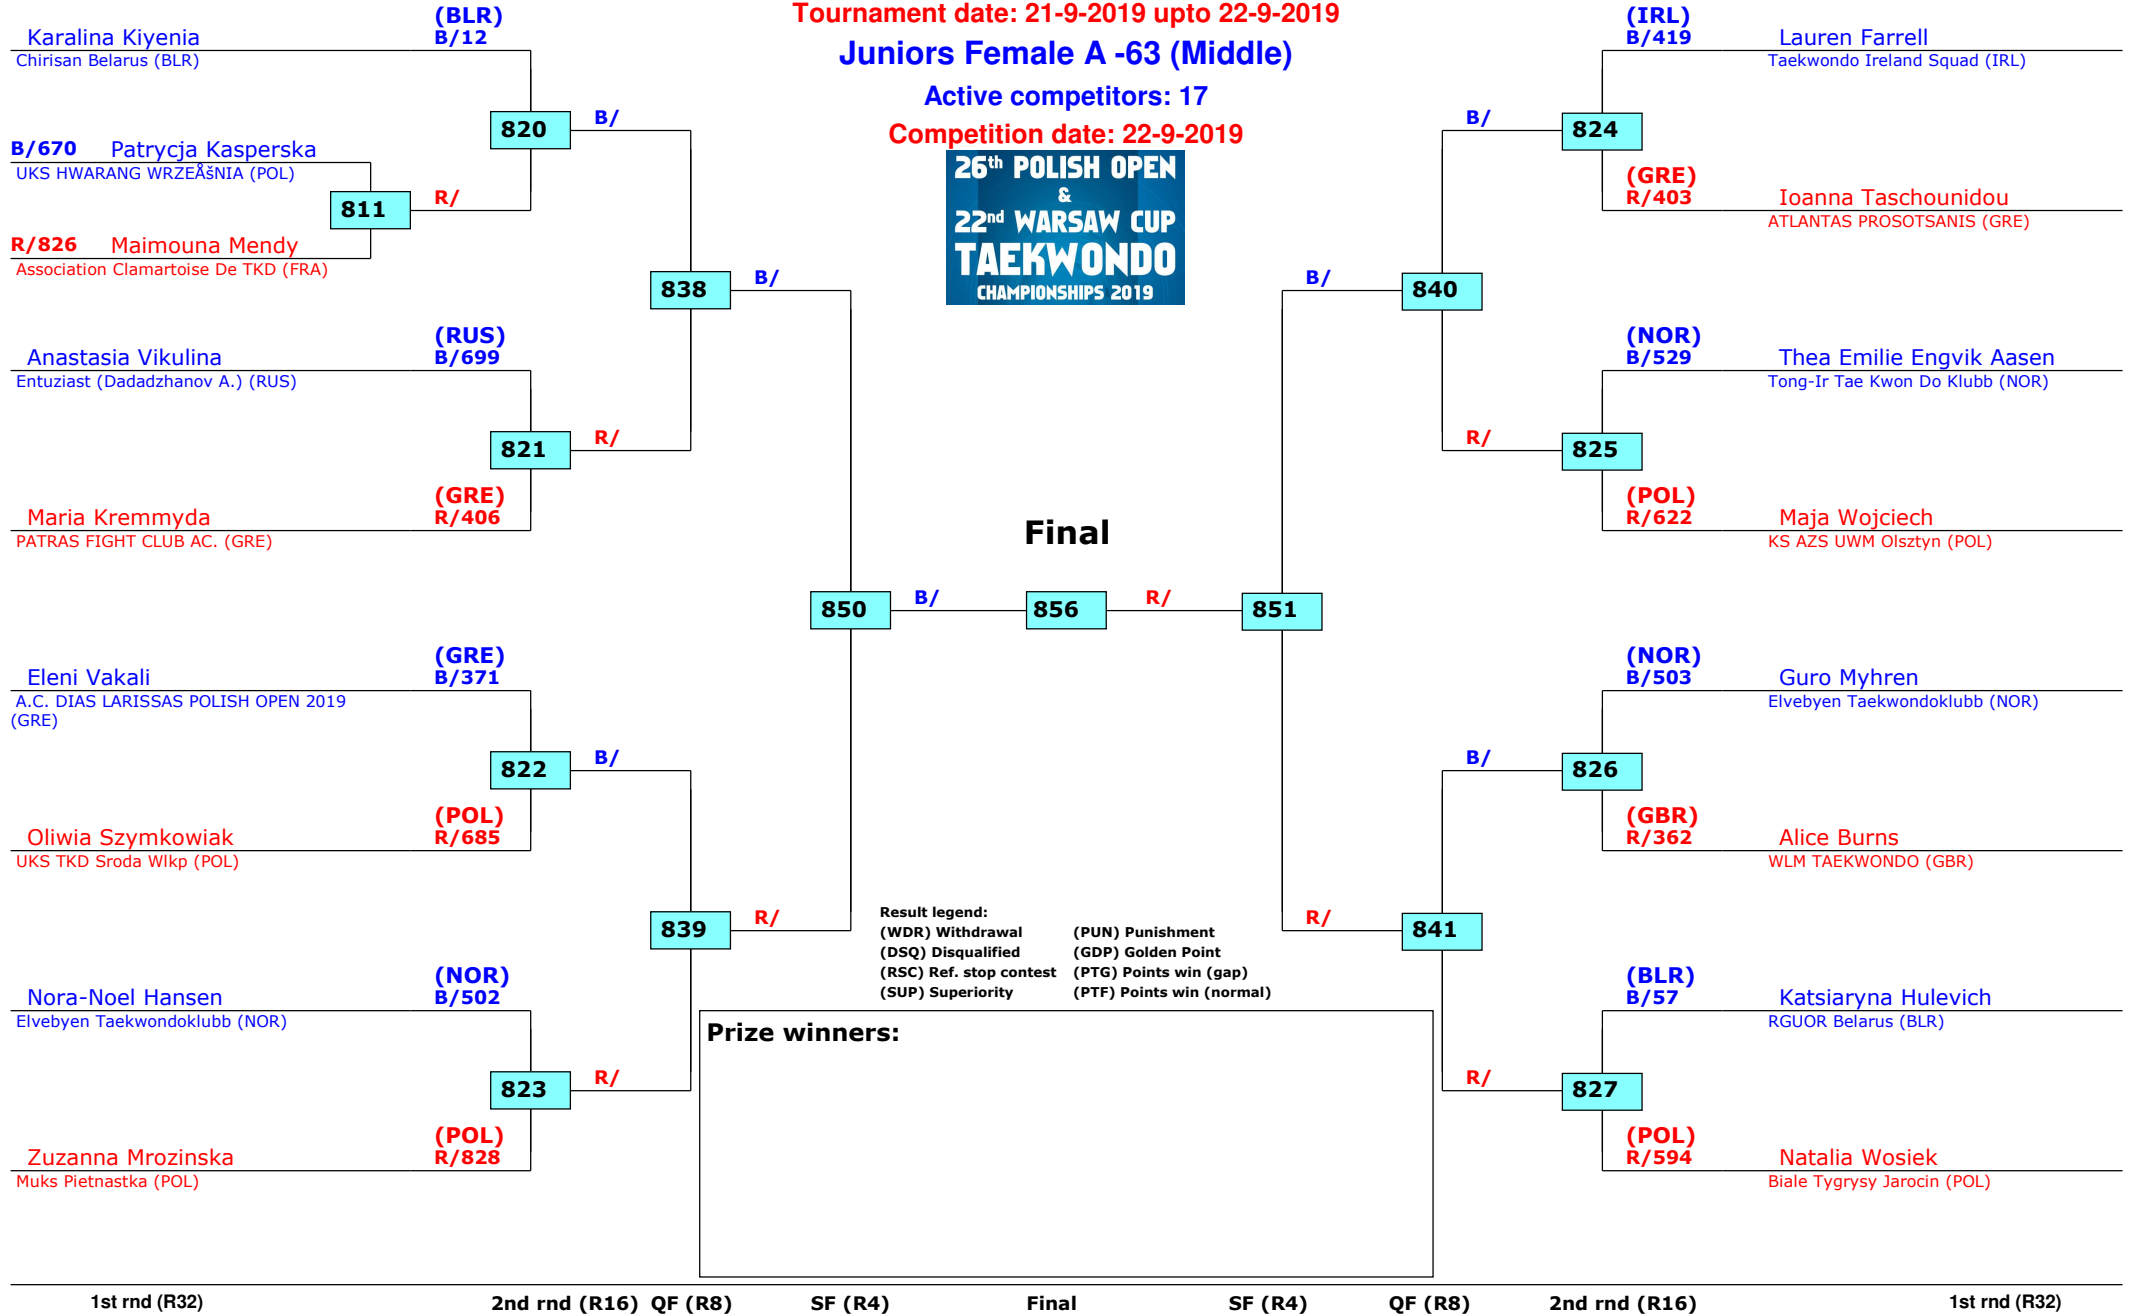 Tournament date: 21-9-2019 upto 22-9-2019
Juniors Female A -63 (Middle)
Active competitors: 17
Competition date: 22-9-2019
26th POLISH OPEN
&
22nd WARSAW CUP
TAEKWONDO
CHAMPIONSHIPS 2019
(BLR)
Karalina Kiyenia B/12
Chirisan Belarus (BLR)
820 B/
B/670 Patrycja Kasperska
UKS HWARANG WRZEÅšNIA (POL)
811 R/
R/826 Maimouna Mendy
Association Clamartoise De TKD (FRA)
838 B/
(RUS)
Anastasia Vikulina B/699
Entuziast (Dadadzhanov A.) (RUS)
821 R/
(GRE)
Maria Kremmyda R/406
PATRAS FIGHT CLUB AC. (GRE)
Final
850 B/ 856 R/ 851
(GRE)
Eleni Vakali B/371
A.C. DIAS LARISSAS POLISH OPEN 2019
(GRE)
822 B/
(POL)
Oliwia Szymkowiak R/685
UKS TKD Sroda Wlkp (POL)
839 R/
(NOR)
Nora-Noel Hansen B/502
Elvebyen Taekwondoklubb (NOR)
823 R/
(POL)
Zuzanna Mrozinska R/828
Muks Pietnastka (POL)
(IRL)
B/419 Lauren Farrell
Taekwondo Ireland Squad (IRL)
B/ 824
(GRE)
R/403 Ioanna Taschounidou
ATLANTAS PROSOTSANIS (GRE)
B/ 840
(NOR)
B/529 Thea Emilie Engvik Aasen
Tong-Ir Tae Kwon Do Klubb (NOR)
R/ 825
(POL)
R/622 Maja Wojciech
KS AZS UWM Olsztyn (POL)
(NOR)
B/503 Guro Myhren
Elvebyen Taekwondoklubb (NOR)
B/ 826
(GBR)
R/362 Alice Burns
WLM TAEKWONDO (GBR)
R/ 841
(BLR)
B/57 Katsiaryna Hulevich
RGUOR Belarus (BLR)
R/ 827
(POL)
R/594 Natalia Wosiek
Biale Tygrysy Jarocin (POL)
Result legend:
(WDR) Withdrawal (PUN) Punishment
(DSQ) Disqualified (GDP) Golden Point
(RSC) Ref. stop contest (PTG) Points win (gap)
(SUP) Superiority (PTF) Points win (normal)
Prize winners:
1st rnd (R32) 2nd rnd (R16) QF (R8) SF (R4) Final SF (R4) QF (R8) 2nd rnd (R16) 1st rnd (R32)